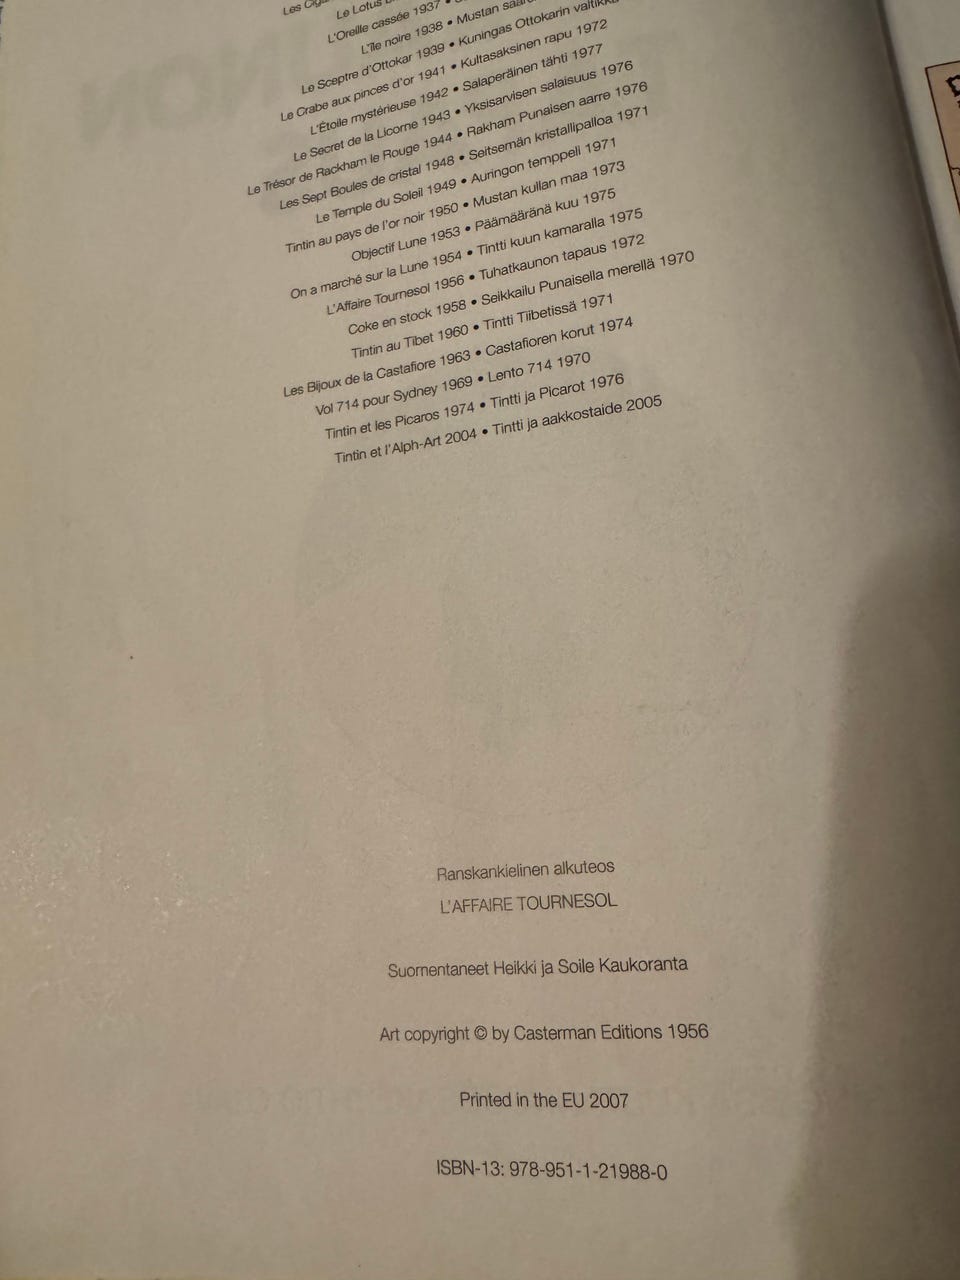 Les
Le Lotus
L'Oreille cassée 1937 •
L'Île noire 1938 • Mustan
Le Sceptre d'Ottokar 1939 • Kuningas Ottokarin valtikka
Le Crabe aux pinces d'or 1941 • Kultasaksinen rapu 1972
L'Étoile mystérieuse 1942 • Salaperäinen tähti 1977
Le Secret de la Licorne 1943 • Yksisarvisen salaisuus 1976
Le Trésor de Rackham le Rouge 1944 • Rakham Punaisen aarre 1976
Les Sept Boules de cristal 1948 • Seitsemän kristallipalloa 1971
Le Temple du Soleil 1949 • Auringon temppeli 1971
Tintin au pays de l'or noir 1950 • Mustan kullan maa 1973
Objectif Lune 1953 • Päämääränä kuu 1975
On a marché sur la Lune 1954 • Tintti kuun kamaralla 1975
L'Affaire Tournesol 1956 • Tuhatkaunon tapaus 1972
Coke en stock 1958 • Seikkailu Punaisella merellä 1970
Tintin au Tibet 1960 • Tintti Tiibetissä 1971
Les Bijoux de la Castafiore 1963 • Castafioren korut 1974
Vol 714 pour Sydney 1969 • Lento 714 1970
Tintin et les Picaros 1974 • Tintti ja Picarot 1976
Tintin et l'Alph-Art 2004 • Tintti ja aakkostaide 2005
Ranskankielinen alkuteos
L'AFFAIRE TOURNESOL
Suomentaneet Heikki ja Soile Kaukoranta
Art copyright © by Casterman Editions 1956
Printed in the EU 2007
ISBN-13: 978-951-1-21988-0